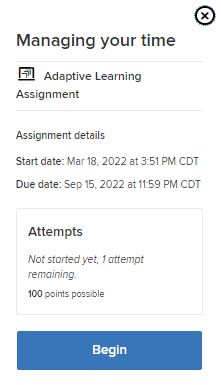 Managing your time
Adaptive Learning
Assignment
Assignment details
Start date: Mar 18, 2022 at 3:51 PM CDT
Due date: Sep 15, 2022 at 11:59 PM CDT
Attempts
Not started yet, 1 attempt
remaining.
100 points possible
Begin